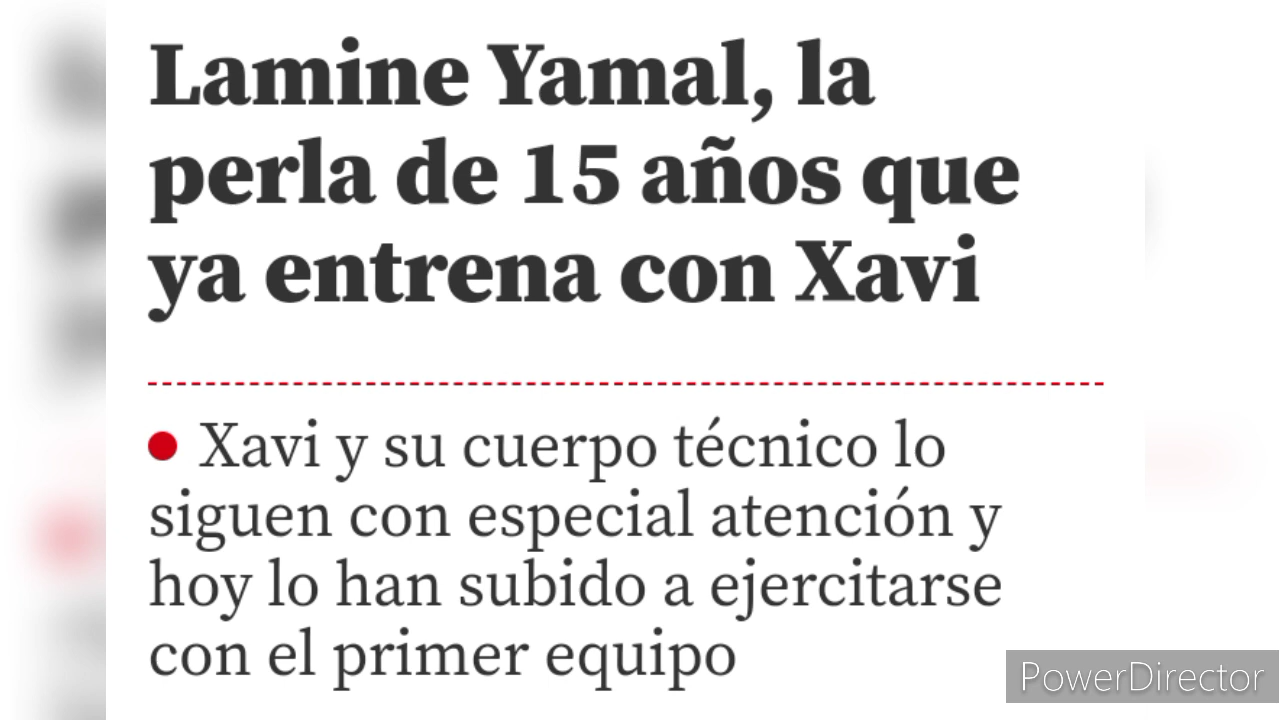 Lamine Yamal, la
perla de 15 años que
ya entrena con Xavi
Xavi y su cuerpo técnico lo
siguen con especial atención y
hoy lo han subido a ejercitarse
con el primer equipo
PowerDirector